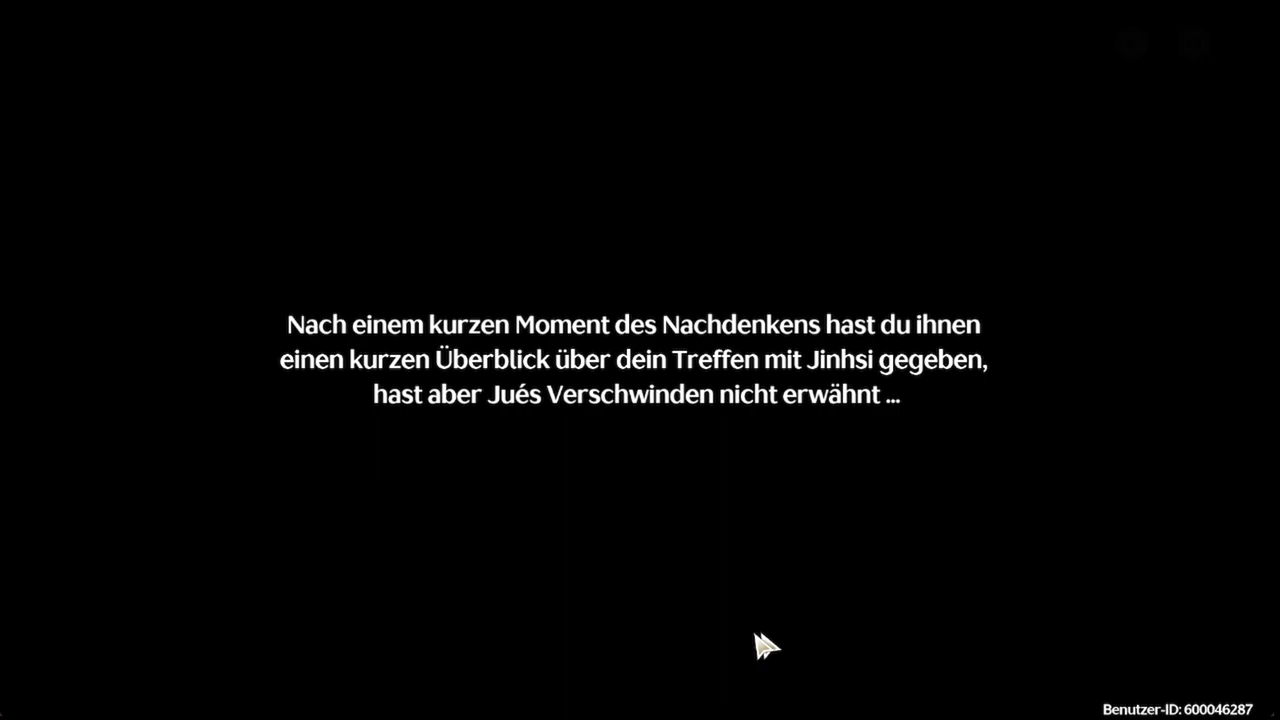 Nach einem kurzen Moment des Nachdenkens hast du ihnen
einen kurzen Überblick über dein Treffen mit Jinhsi gegeben,
hast aber Jués Verschwinden nicht erwähnt ...
Benutzer-ID: 600046287